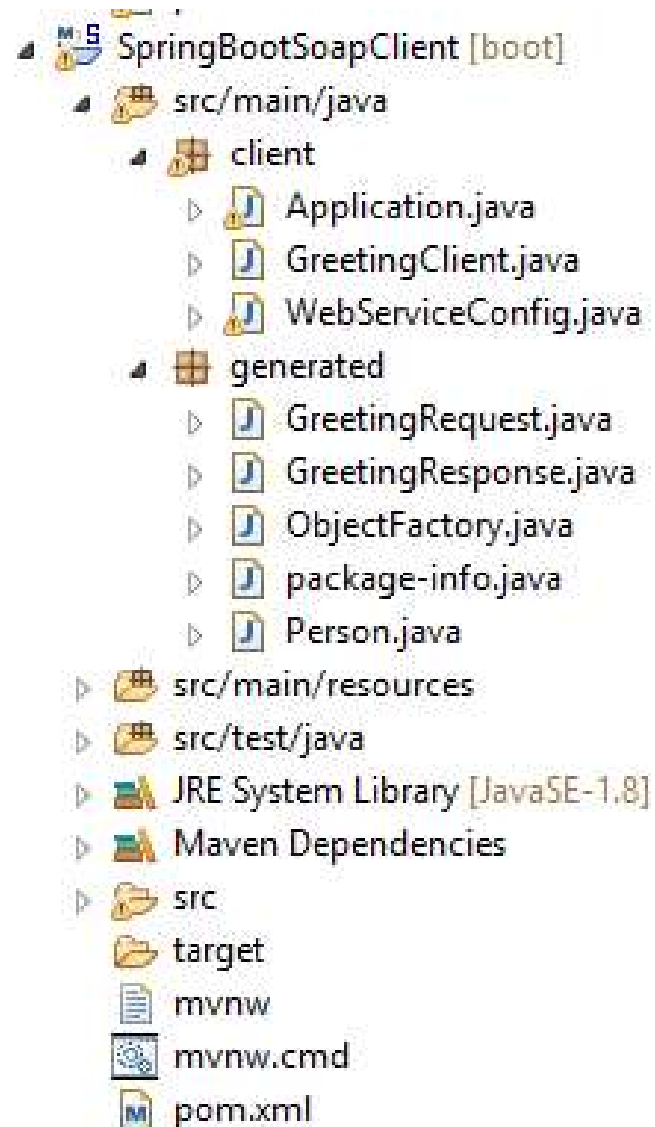 SpringBootSoapClient [boot]
src/main/java
client
Application.java
GreetingClient.java
WebServiceConfig.java
generated
GreetingRequest.java
GreetingResponse.java
ObjectFactory.java
package-info.java
Person.java
src/main/resources
src/test/java
JRE System Library [JavaSE-1.8]
Maven Dependencies
src
target
mvnw
mvnw.cmd
pom.xml